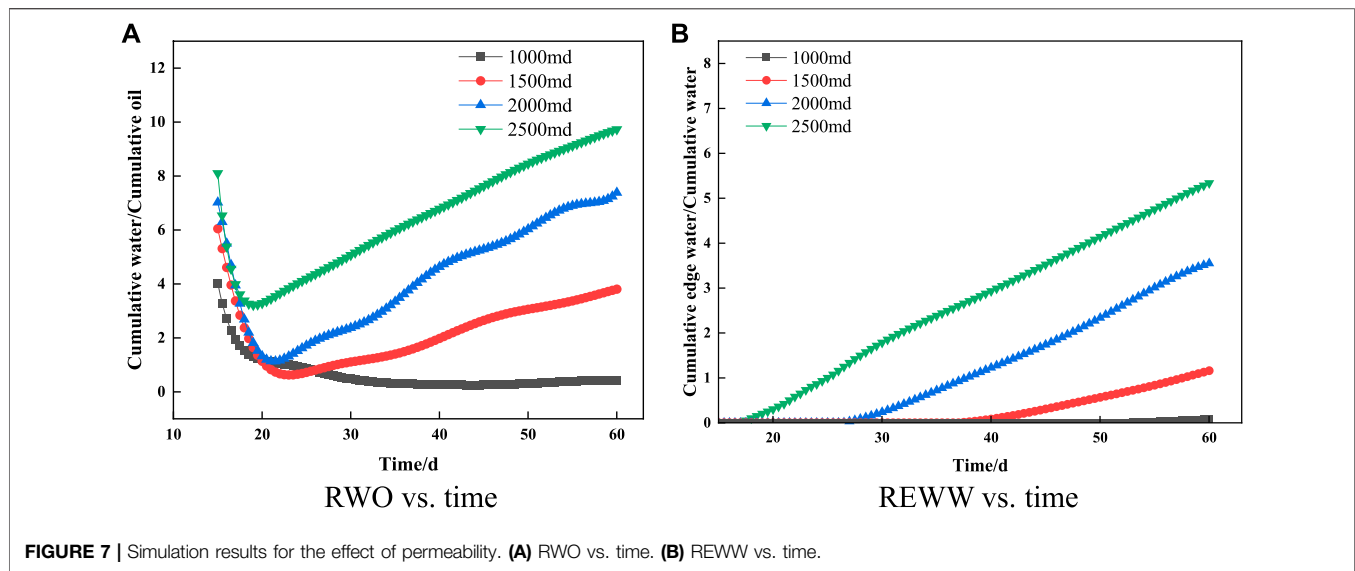 A
B
1000md
1500md
2000md
2500md
Cumulative water/Cumulative oil
12
10
8
6
4
2
0
10
20
30
40
50
60
Time/d
RWO vs. time
1000md
1500md
2000md
2500md
Cumulative edge water/Cumulative water
8
7
6
5
4
3
2
1
0
20
30
40
50
60
Time/d
REWW vs. time
FIGURE 7 | Simulation results for the effect of permeability. (A) RWO vs. time. (B) REWW vs. time.